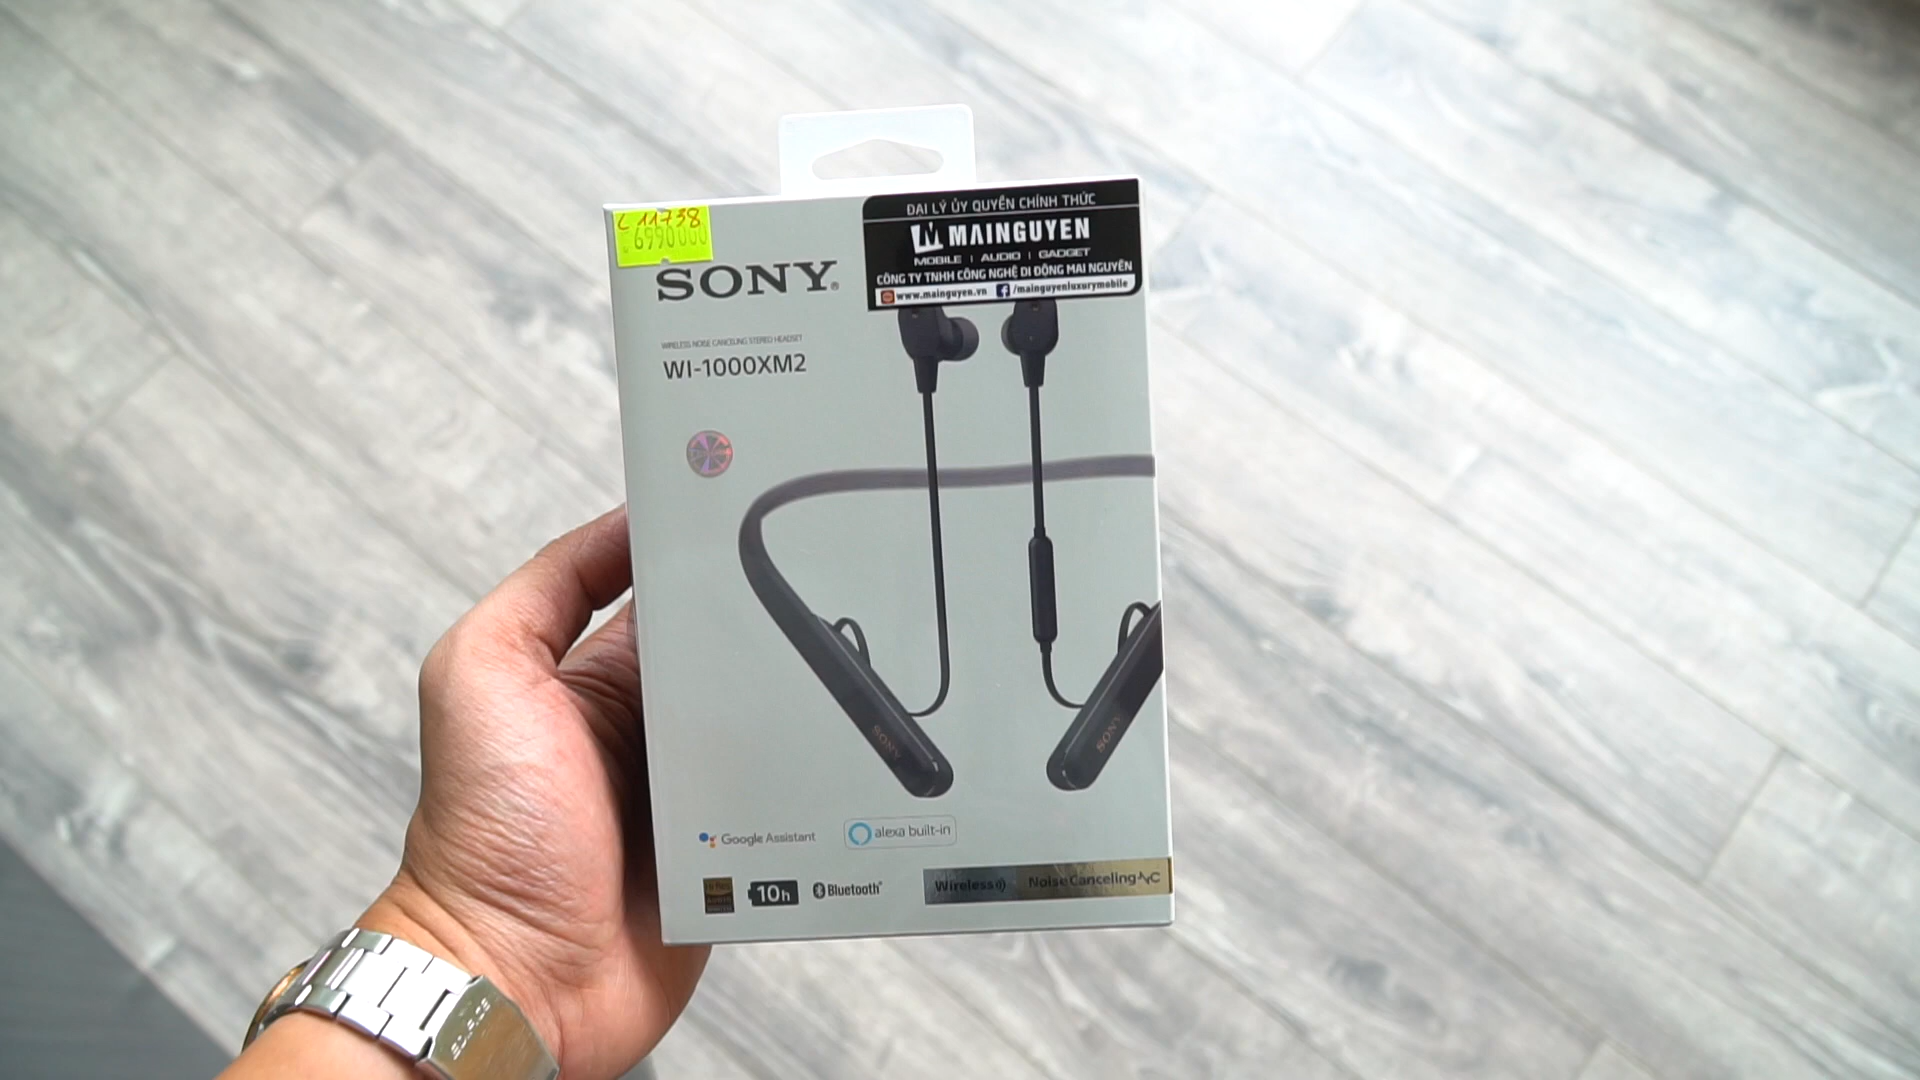 L 11738
6990000
SONY®
ĐẠI LÝ ỦY QUYỀN CHÍNH THỨC
MAINGUYEN
MOBILE | AUDIO | GADGET
CÔNG TY TNHH CÔNG NGHỆ DI ĐỘNG MAI NGUYÊN
www.mainguyen.vn /mainguyenluxurymobile
WIRELESS NOISE CANCELING STEREO HEADSET
WI-1000XM2
SONY
SONY
Google Assistant
alexa built-in
10h
Bluetooth®
Wireless
Noise Canceling